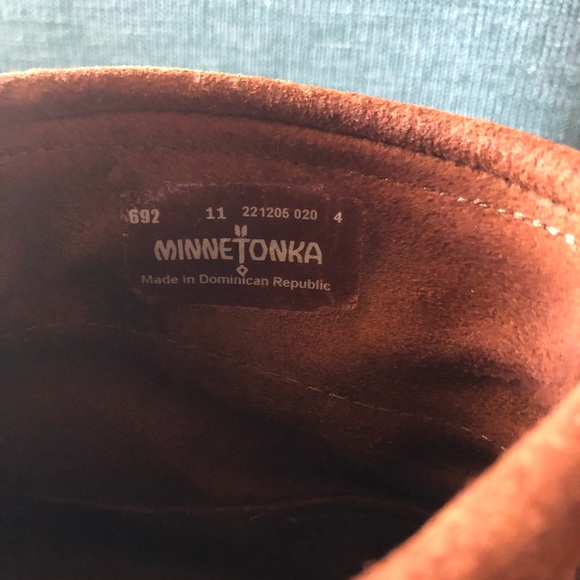 692 11 221205 020 4
MINNETONKA
Made in Dominican Republic